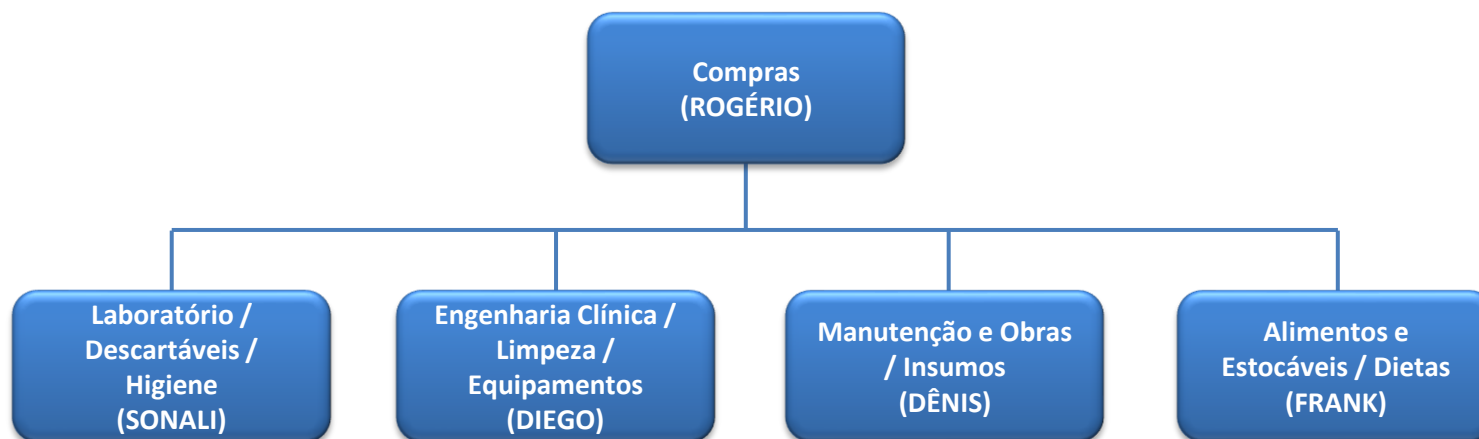 Compras
(ROGÉRIO)
Laboratório /
Descartáveis /
Higiene
(SONALI)
Engenharia Clínica /
Limpeza /
Equipamentos
(DIEGO)
Manutenção e Obras
/ Insumos
(DÊNIS)
Alimentos e
Estocáveis / Dietas
(FRANK)